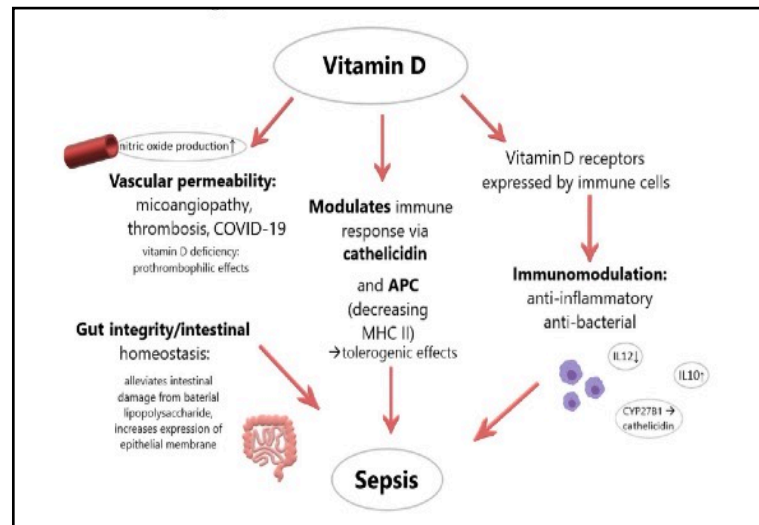 Vitamin D
nitric oxide production↑
Vascular permeability:
micoangiopathy,
thrombosis, COVID-19
vitamin D deficiency:
prothrombophilic effects
Modulates immune
response via
cathelicidin
and APC
(decreasing
MHC II)
→tolerogenic effects
Vitamin D receptors
expressed by immune cells
Immunomodulation:
anti-inflammatory
anti-bacterial
IL12↓
IL10↑
CYP27B1 →
cathelicidin
Gut integrity/intestinal
homeostasis:
alleviates intestinal
damage from baterial
lipopolysaccharide,
increases expression of
epithelial membrane
Sepsis